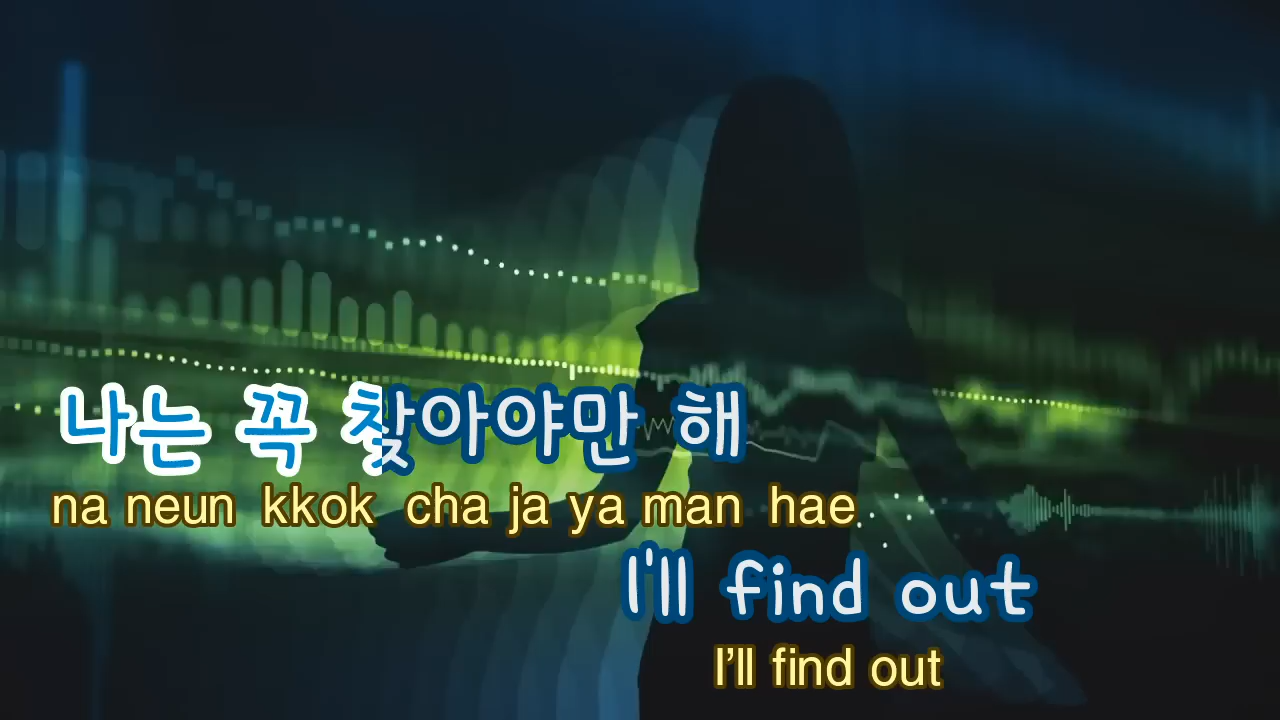 나는 꼭 찾아야만 해
na neun kkok cha ja ya man hae
I'll find out
I’ll find out